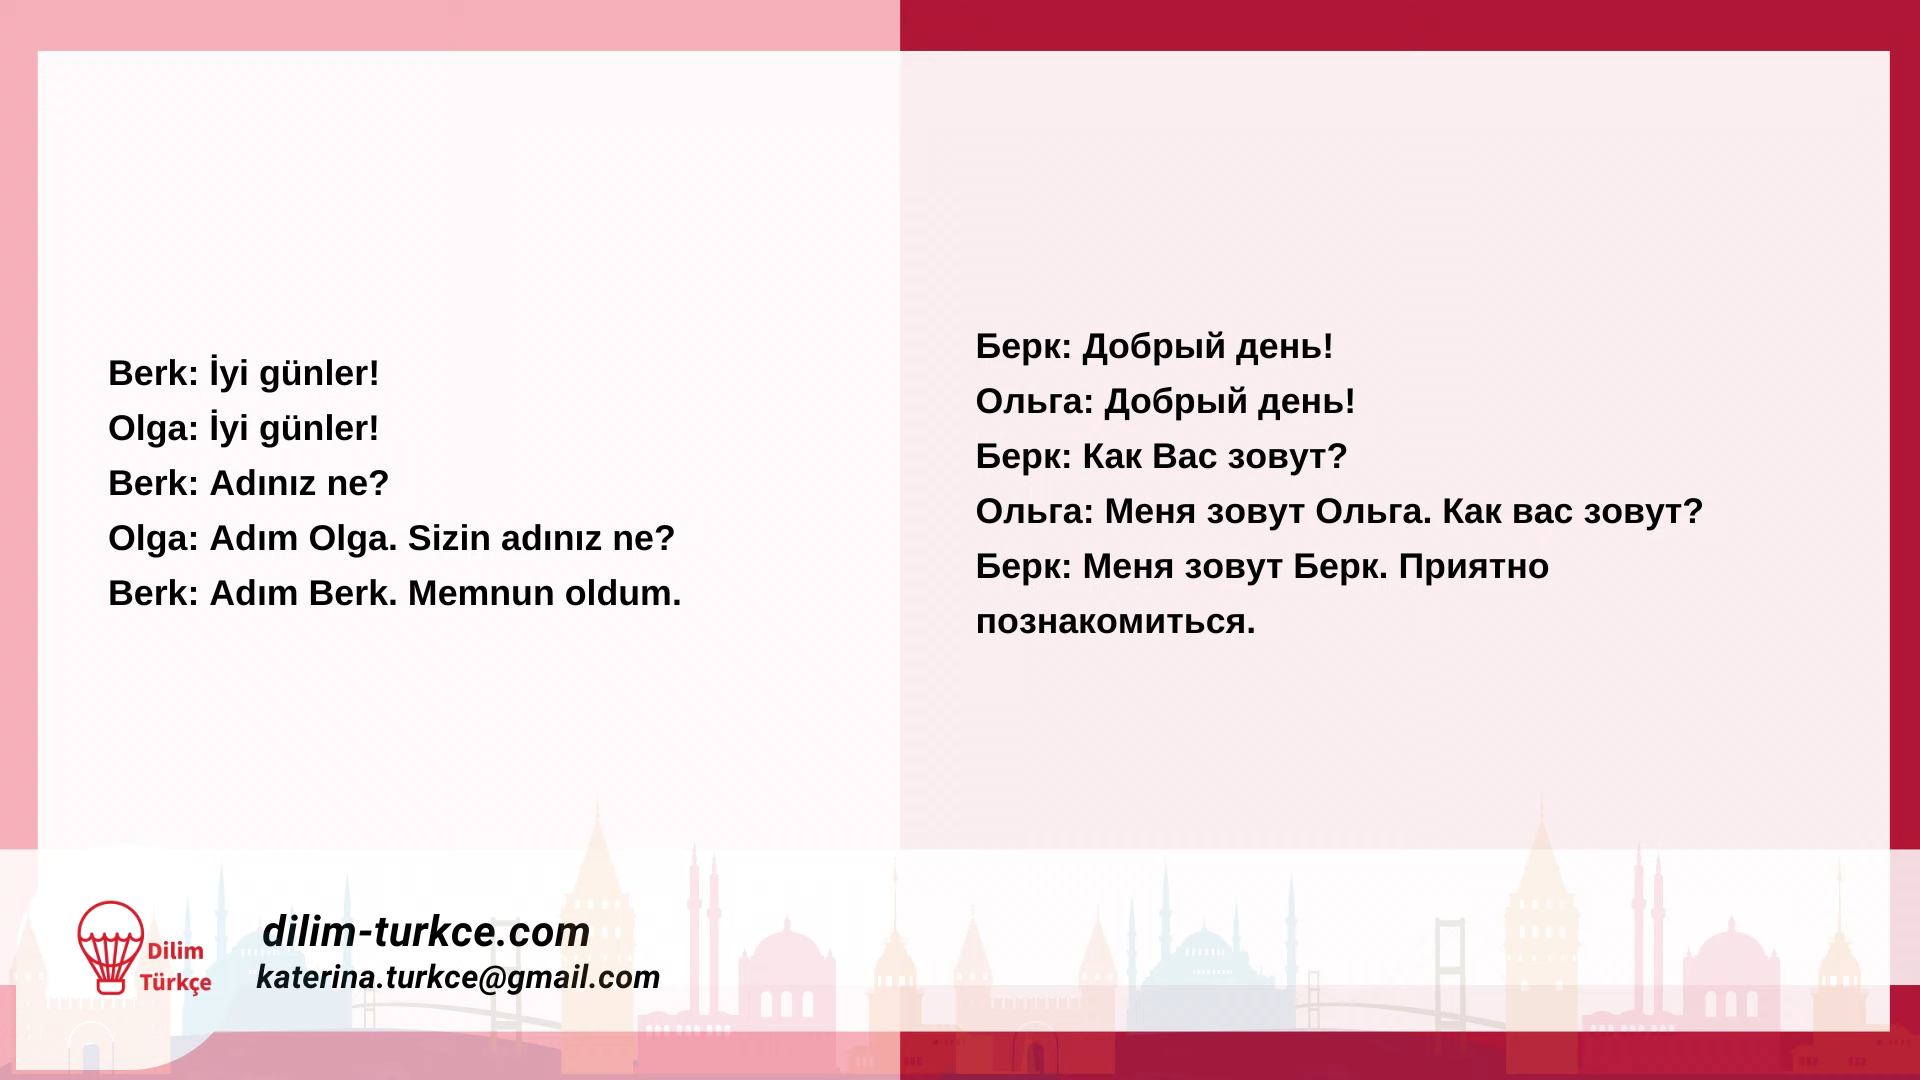 Berk: İyi günler!
Olga: İyi günler!
Berk: Adınız ne?
Olga: Adım Olga. Sizin adınız ne?
Berk: Adım Berk. Memnun oldum.
Берк: Добрый день!
Ольга: Добрый день!
Берк: Как Вас зовут?
Ольга: Меня зовут Ольга. Как вас зовут?
Берк: Меня зовут Берк. Приятно
познакомиться.
Dilim
Türkçe
dilim-turkce.com
katerina.turkce@gmail.com